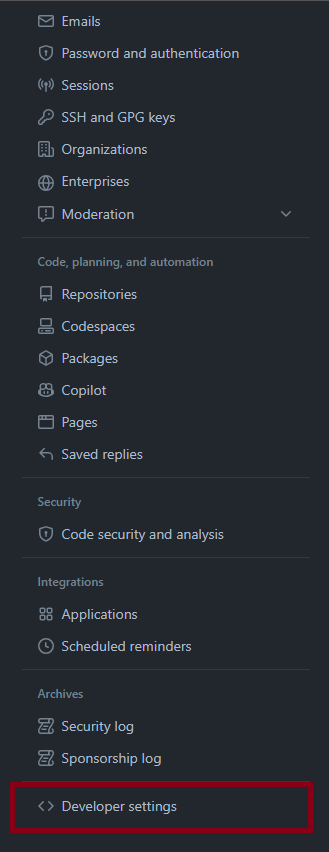 Emails
Password and authentication
Sessions
SSH and GPG keys
Organizations
Enterprises
Moderation
Code, planning, and automation
Repositories
Codespaces
Packages
Copilot
Pages
Saved replies
Security
Code security and analysis
Integrations
Applications
Scheduled reminders
Archives
Security log
Sponsorship log
Developer settings